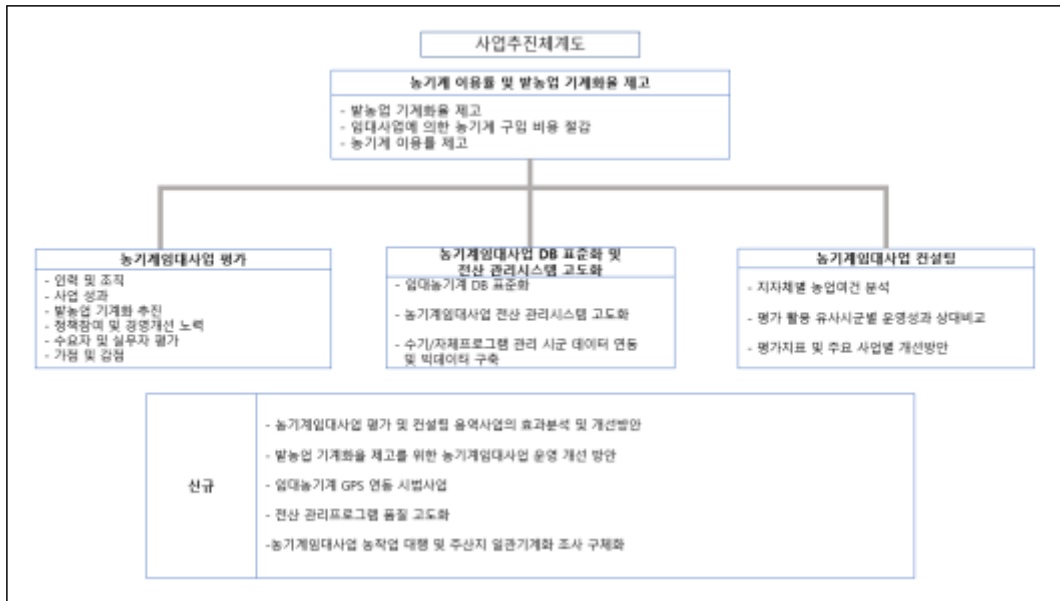 사업추진체계도
농기계 이용률 및 밭농업 기계화율 제고
- 밭농업 기계화율 제고
- 임대사업에 의한 농기계 구입 비용 절감
- 농기계 이용률 제고
농기계임대사업 평가
- 인력 및 조직
- 사업 성과
- 밭농업 기계화 추진
- 정책참여 및 경영개선 노력
- 수요자 및 실무자 평가
- 가점 및 감점
농기계임대사업 DB 표준화 및
전산 관리시스템 고도화
- 임대농기계 DB 표준화
- 농기계임대사업 전산 관리시스템 고도화
- 수기/자체프로그램 관리 시군 데이터 연동
및 빅데이터 구축
농기계임대사업 컨설팅
- 지자체별 농업여건 분석
- 평가 활용 유사시군별 운영성과 상대비교
- 평가지표 및 주요 사업별 개선방안
신규
- 농기계임대사업 평가 및 컨설팅 용역사업의 효과분석 및 개선방안
- 밭농업 기계화율 제고를 위한 농기계임대사업 운영 개선 방안
- 임대농기계 GPS 연동 시범사업
- 전산 관리프로그램 품질 고도화
-농기계임대사업 농작업 대행 및 주산지 일관기계화 조사 구체화